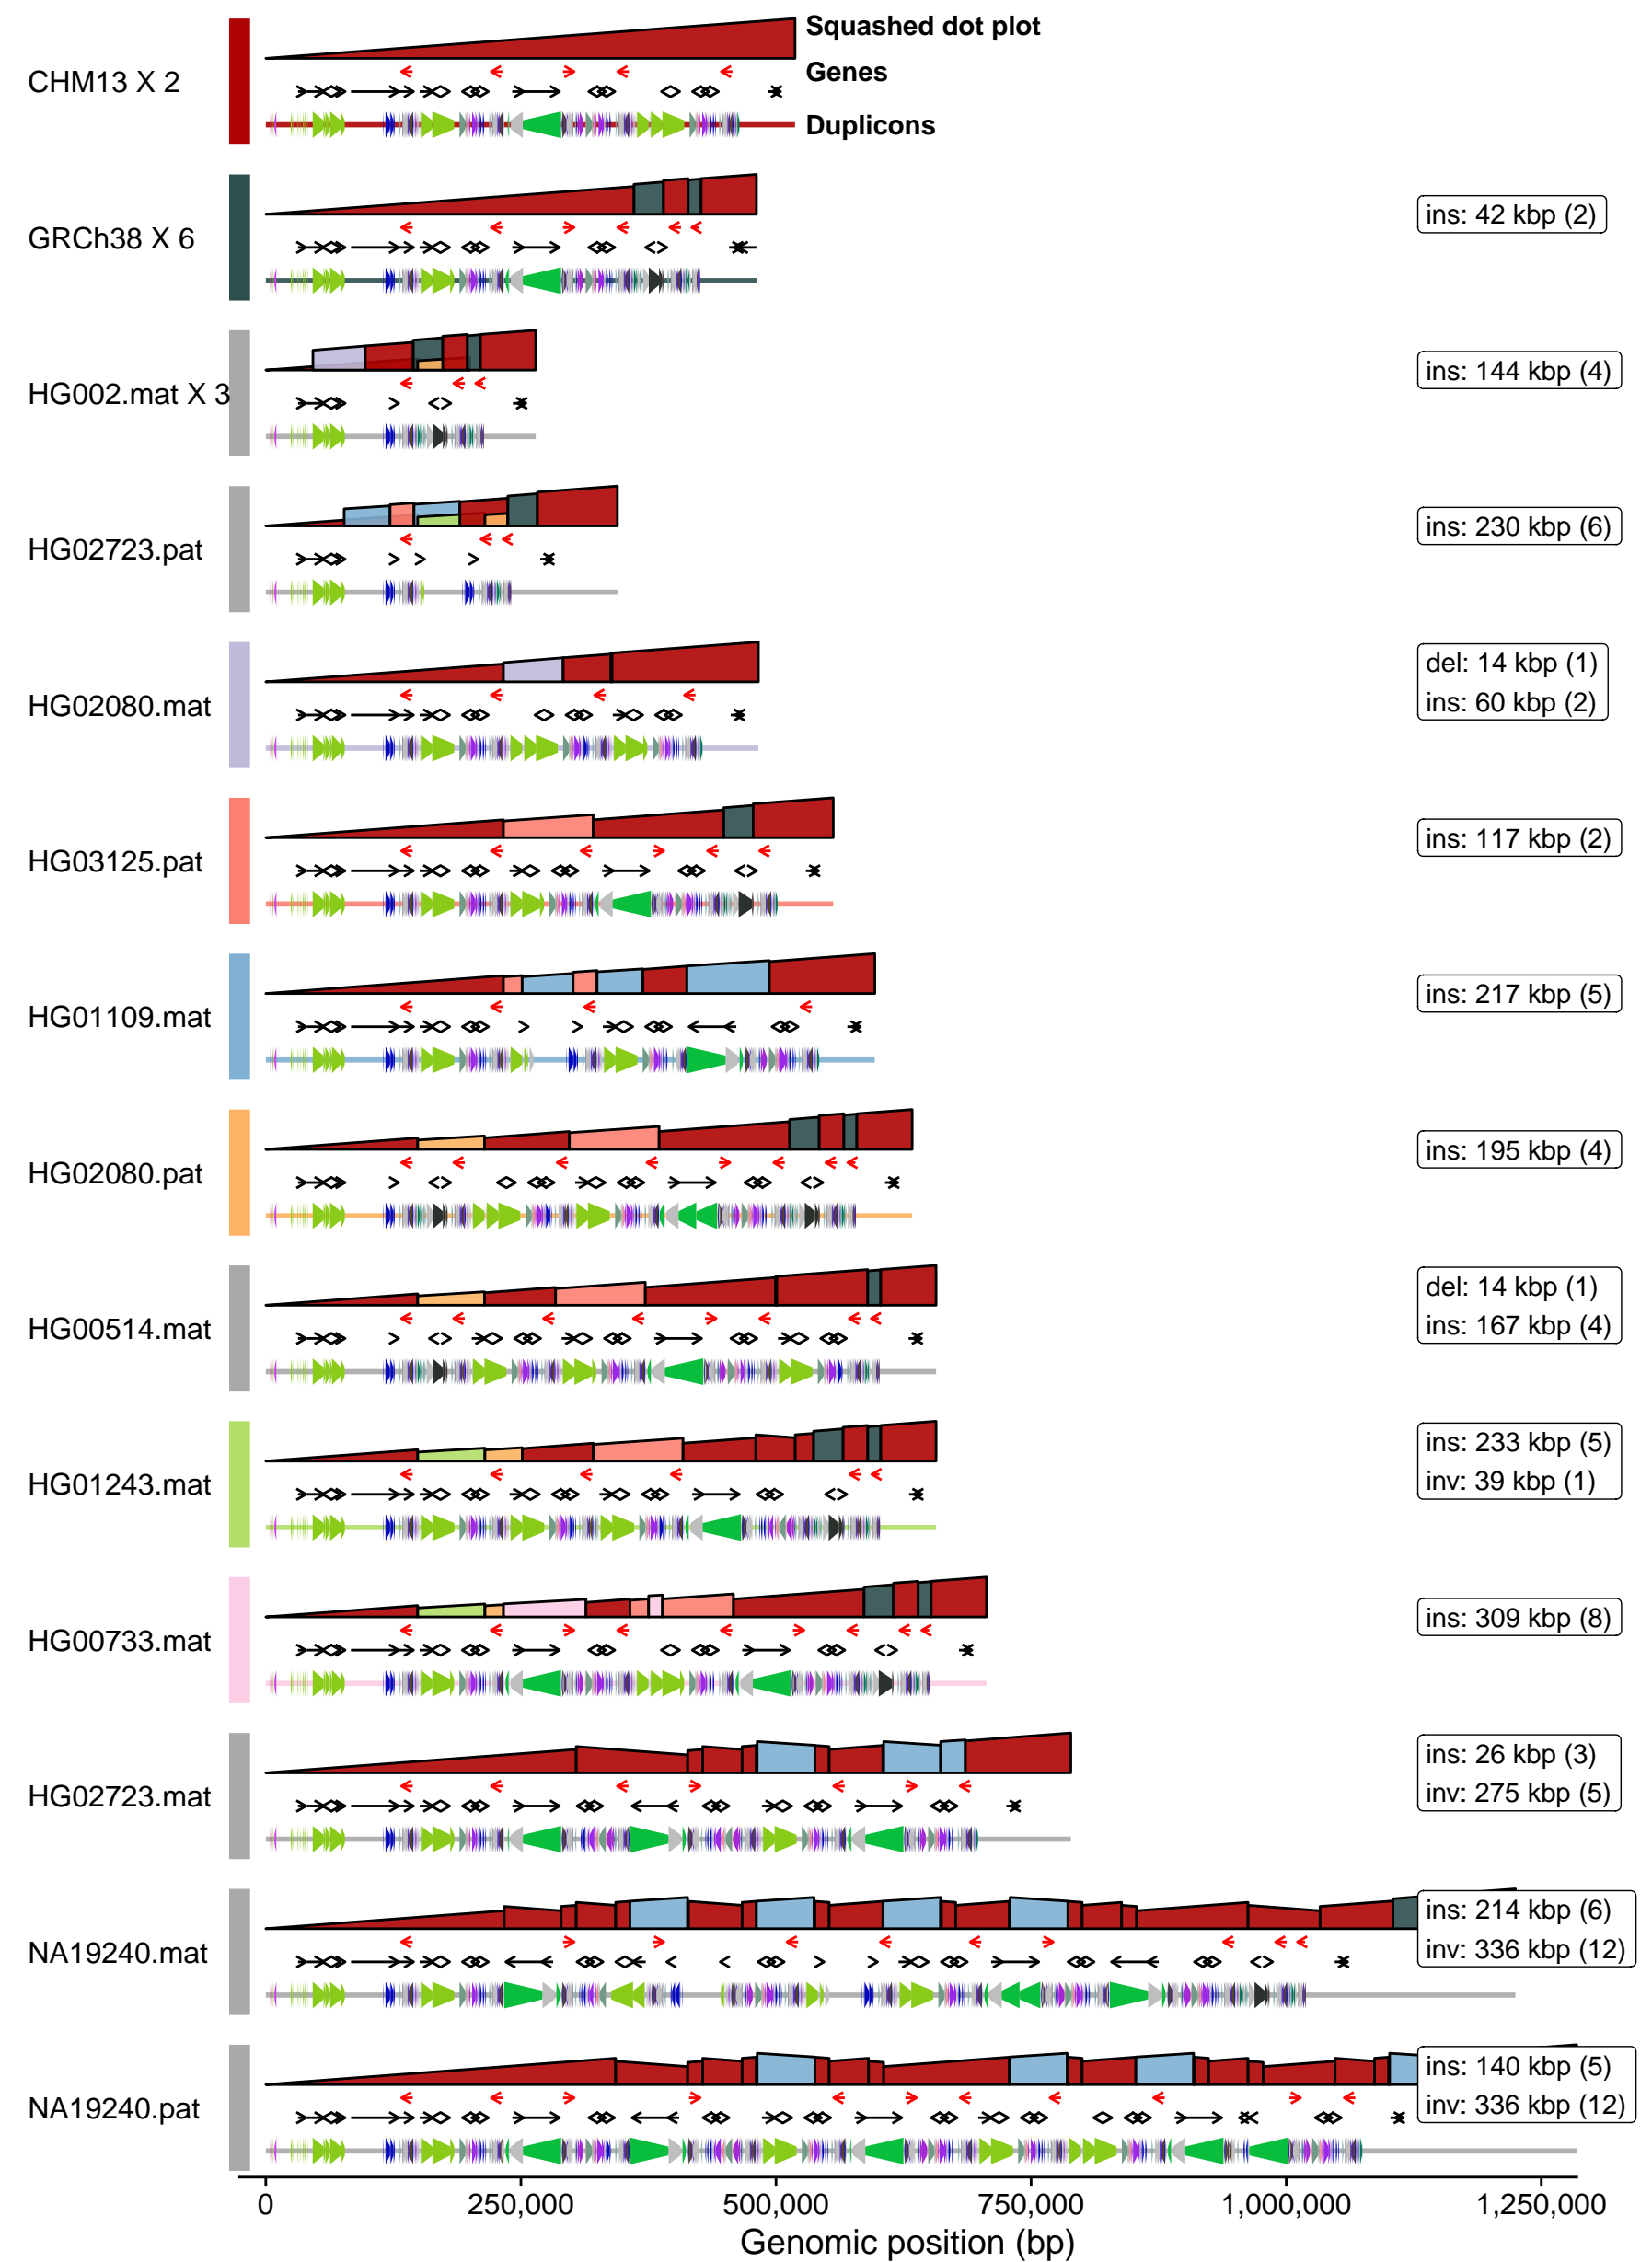 CHM13 X 2
Squashed dot plot
Genes
Duplicons
GRCh38 X 6
ins: 42 kbp (2)
HG002.mat X 3
ins: 144 kbp (4)
HG02723.pat
ins: 230 kbp (6)
HG02080.mat
del: 14 kbp (1)
ins: 60 kbp (2)
HG03125.pat
ins: 117 kbp (2)
HG01109.mat
ins: 217 kbp (5)
HG02080.pat
ins: 195 kbp (4)
HG00514.mat
del: 14 kbp (1)
ins: 167 kbp (4)
HG01243.mat
ins: 233 kbp (5)
inv: 39 kbp (1)
HG00733.mat
ins: 309 kbp (8)
HG02723.mat
ins: 26 kbp (3)
inv: 275 kbp (5)
NA19240.mat
ins: 214 kbp (6)
inv: 336 kbp (12)
NA19240.pat
ins: 140 kbp (5)
inv: 336 kbp (12)
0 250,000 500,000 750,000 1,000,000 1,250,000
Genomic position (bp)